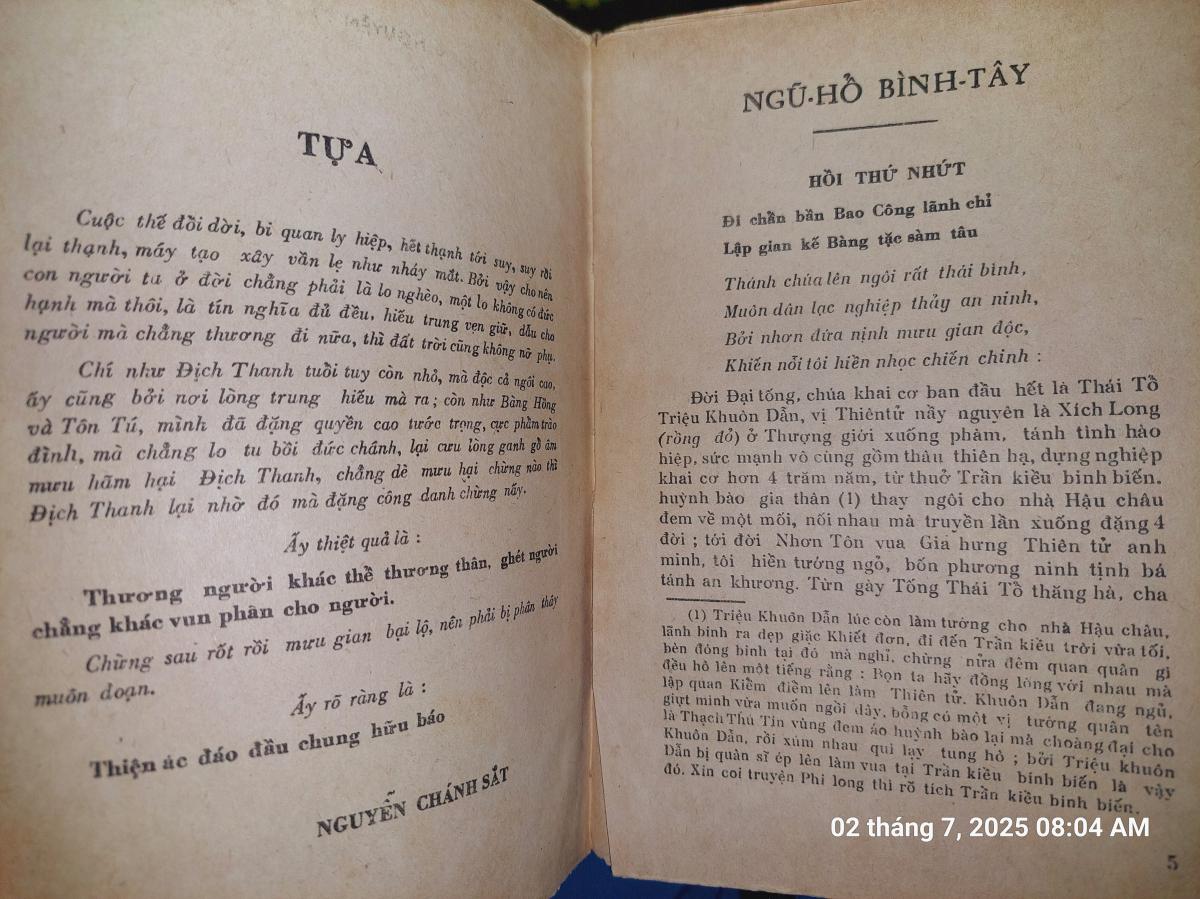 TỰA
Cuộc thế đồi dời, bi quan ly hiệp, hết thạnh tới suy, suy rồi
lại thạnh, máy tạo xây vần lẹ như nháy mắt. Bởi vậy cho nên
con người ta ở đời chẳng phải là lo nghèo, một lo không có đức
hạnh mà thôi, là tín nghĩa đủ đều, hiếu trung vẹn giữ, dẫu cho
người mà chẳng thương đi nữa, thì đất trời cũng không nỡ phụ.
Chí như Địch Thanh tuồi tuy còn nhỏ, mà độc cả ngôi cao,
ấy cũng bởi nơi lòng trung hiếu mà ra ; còn như Bàng Hồng
và Tôn Tú, mình đã đặng quyền cao tước trọng, cực phầm trào
đình, mà chẳng lo tu bồi đức chánh, lại cưu lòng ganh gỗ âm
mưu hãm hại Địch Thanh, chẳng dè mưu hại chừng nào thì
Địch Thanh lại nhờ đó mà đặng công danh chừng nấy.
Ấy thiệt quả là :
Thương người khác thể thương thân, ghét người
chẳng khác vun phân cho người.
Chừng sau rốt rồi mưu gian bại lộ, nên phải bị phân thây
muôn đoạn.
Ấy rõ ràng là :
Thiện ác đáo đầu chung hữu báo
NGUYỄN CHÁNH SẮT
NGŨ-HỔ BÌNH-TÂY
HỒI THỨ NHỨT
Đi chần bần Bao Công lãnh chỉ
Lập gian kế Bàng tặc sàm tâu
Thánh chúa lên ngôi rất thái bình,
Muôn dân lạc nghiệp thảy an ninh,
Bởi nhơn đứa nịnh mưu gian độc,
Khiến nỗi tôi hiền nhọc chiến chinh :
Đời Đại tống, chúa khai cơ ban đầu hết là Thái Tổ
Triệu Khuôn Dẫn, vị Thiêntử nầy nguyên là Xích Long
(rồng đỏ) ở Thượng giới xuống phàm, tánh tình hào
hiệp, sức mạnh vô cùng gồm thâu thiên hạ, dựng nghiệp
khai cơ hơn 4 trăm năm, từ thuở Trần kiều binh biến.
huỳnh bào gia thân (1) thay ngôi cho nhà Hậu châu
đem về một mối, nối nhau mà truyền lần xuống đặng 4
đời ; tới đời Nhơn Tôn vua Gia hưng Thiên tử anh
minh, tôi hiền tướng ngỏ, bốn phương ninh tịnh bá
tánh an khương. Từn gày Tống Thái Tổ thăng hà, cha
(1) Triệu Khuôn Dẫn lúc còn làm tướng cho nhà Hậu châu,
lãnh binh ra dẹp giặc Khiết đơn, đi đến Trần kiều trời vừa tối,
bèn đóng binh tại đó mà nghỉ, chừng nửa đêm quan quân gi
đều hô lên một tiếng rằng : Bọn ta hãy đồng lòng với nhau mà
lập quan Kiểm điểm lên làm Thiên tử. Khuôn Dẫn đang ngủ,
giựt mình vừa muốn ngồi dậy, bỗng có một vị tướng quân tên
là Thạch Thủ Tín vùng đem áo huỳnh bào lại mà choàng đại cho
Khuôn Dẫn, rồi xúm nhau quì lạy tung hô ; bởi Triệu khuôn
Dẫn bị quân sĩ ép lên làm vua tại Trần kiều binh biến là vậy
đó. Xin coi truyện Phi long thì rõ tích Trần kiều binh biến.
5
02 tháng 7, 2025 08:04 AM